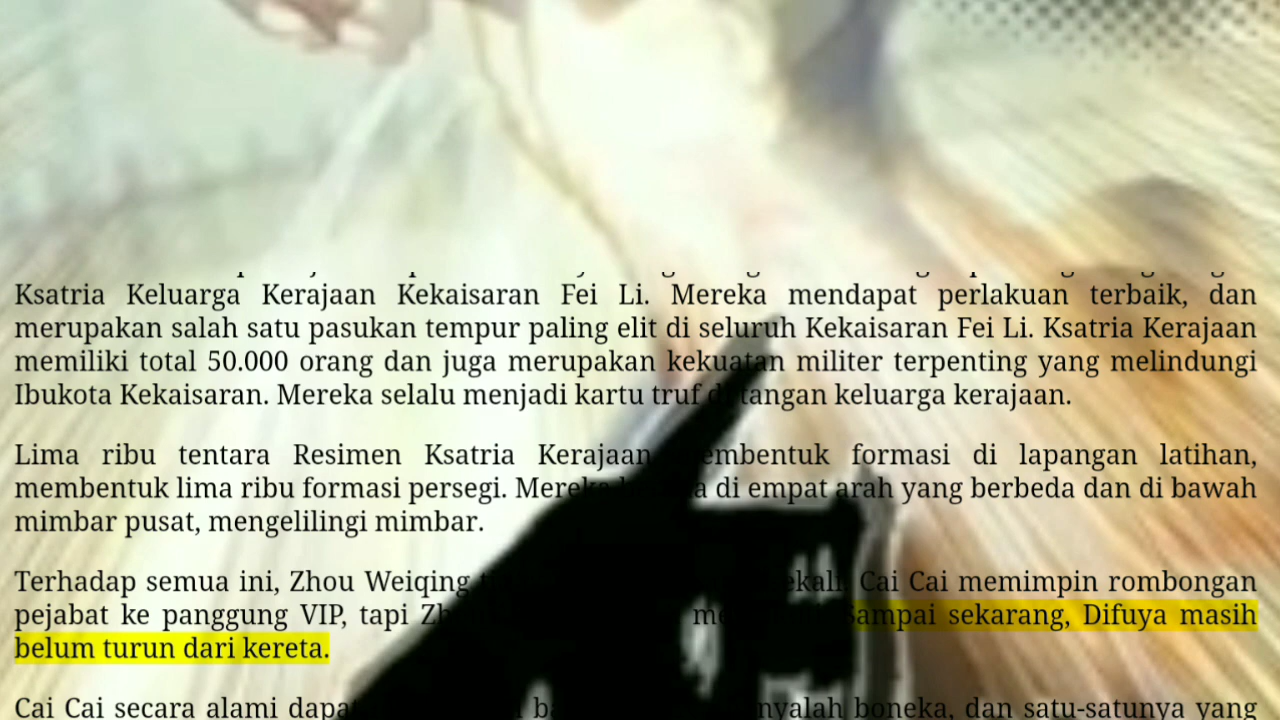 Ksatria Keluarga Kerajaan Kekaisaran Fei Li. Mereka mendapat perlakuan terbaik, dan
merupakan salah satu pasukan tempur paling elit di seluruh Kekaisaran Fei Li. Ksatria Kerajaan
memiliki total 50.000 orang dan juga merupakan kekuatan militer terpenting yang melindungi
Ibukota Kekaisaran. Mereka selalu menjadi kartu truf di tangan keluarga kerajaan.
Lima ribu tentara Resimen Ksatria Kerajaan membentuk formasi di lapangan latihan,
membentuk lima ribu formasi persegi. Mereka di empat arah yang berbeda dan di bawah
mimbar pusat, mengelilingi mimbar.
Terhadap semua ini, Zhou Weiqing Cai Cai memimpin rombongan
pejabat ke panggung VIP, tapi Sampai sekarang, Difuya masih
belum turun dari kereta.
Cai Cai secara alami boneka, dan satu-satunya yang